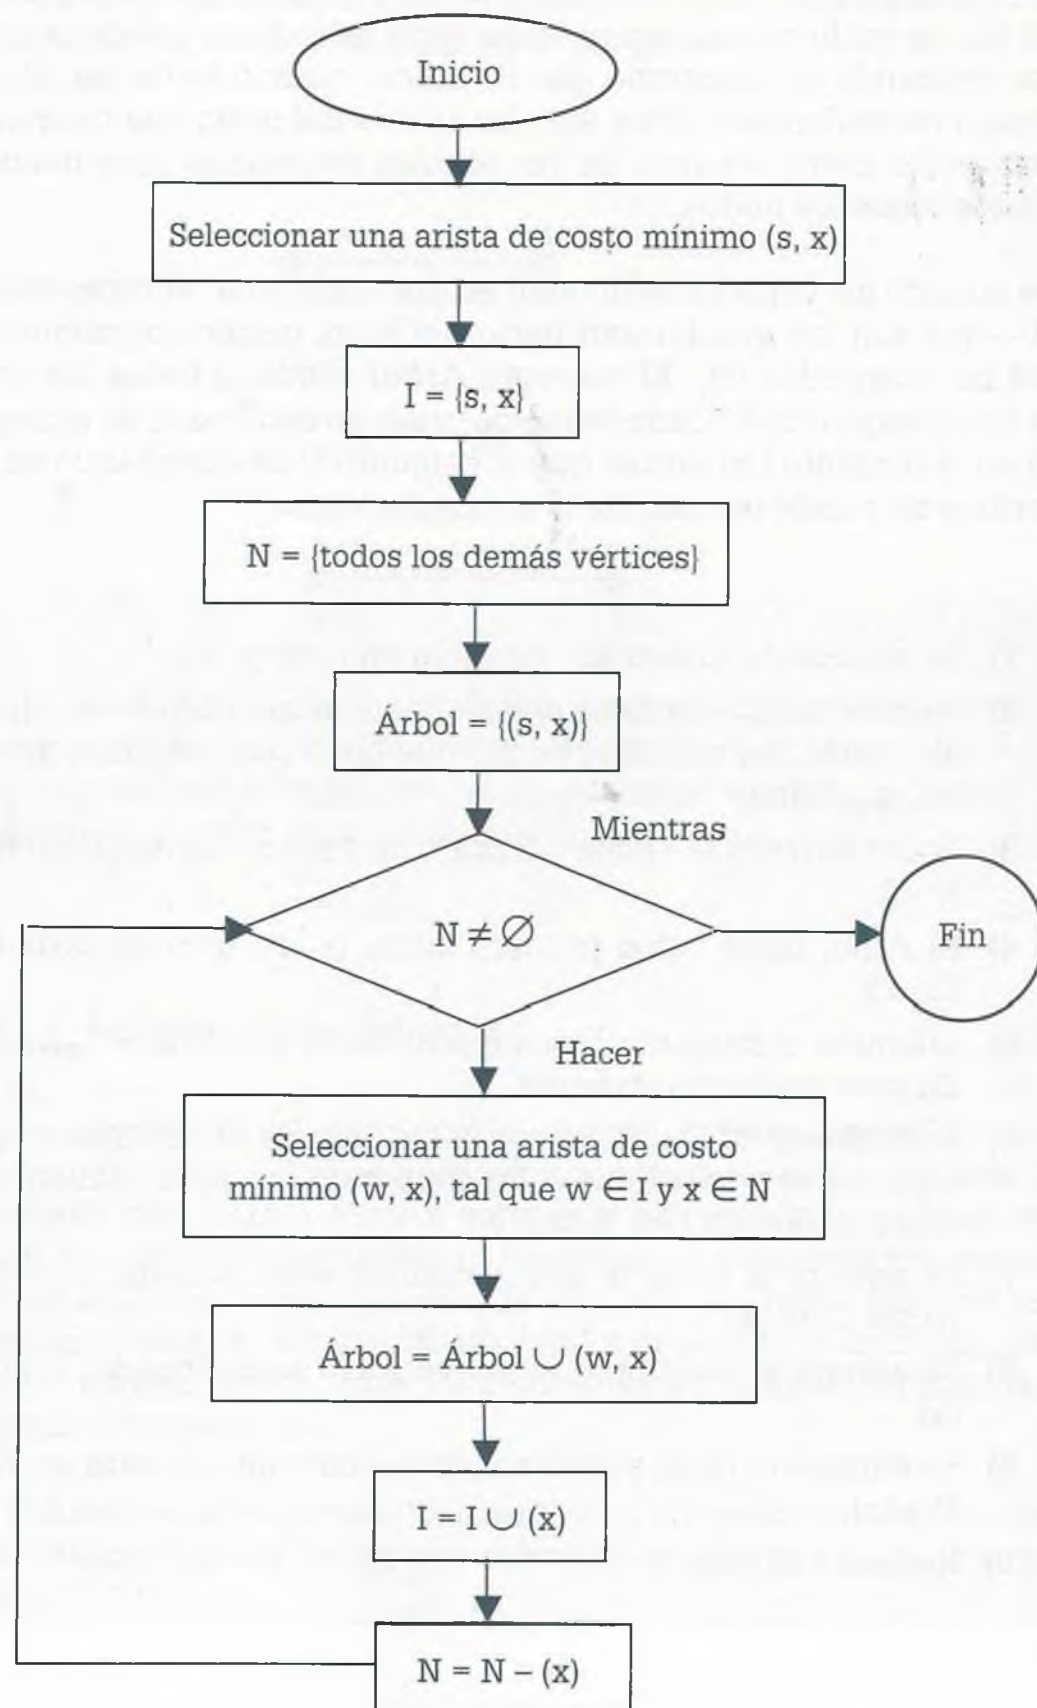 Inicio
Seleccionar una arista de costo mínimo (s, x)
I = {s, x}
N = {todos los demás vértices}
Árbol = {(s, x)}
Mientras
N ≠ ∅
Fin
Hacer
Seleccionar una arista de costo
mínimo (w, x), tal que w ∈ I y x ∈ N
Árbol = Árbol ∪ (w, x)
I = I ∪ (x)
N = N – (x)